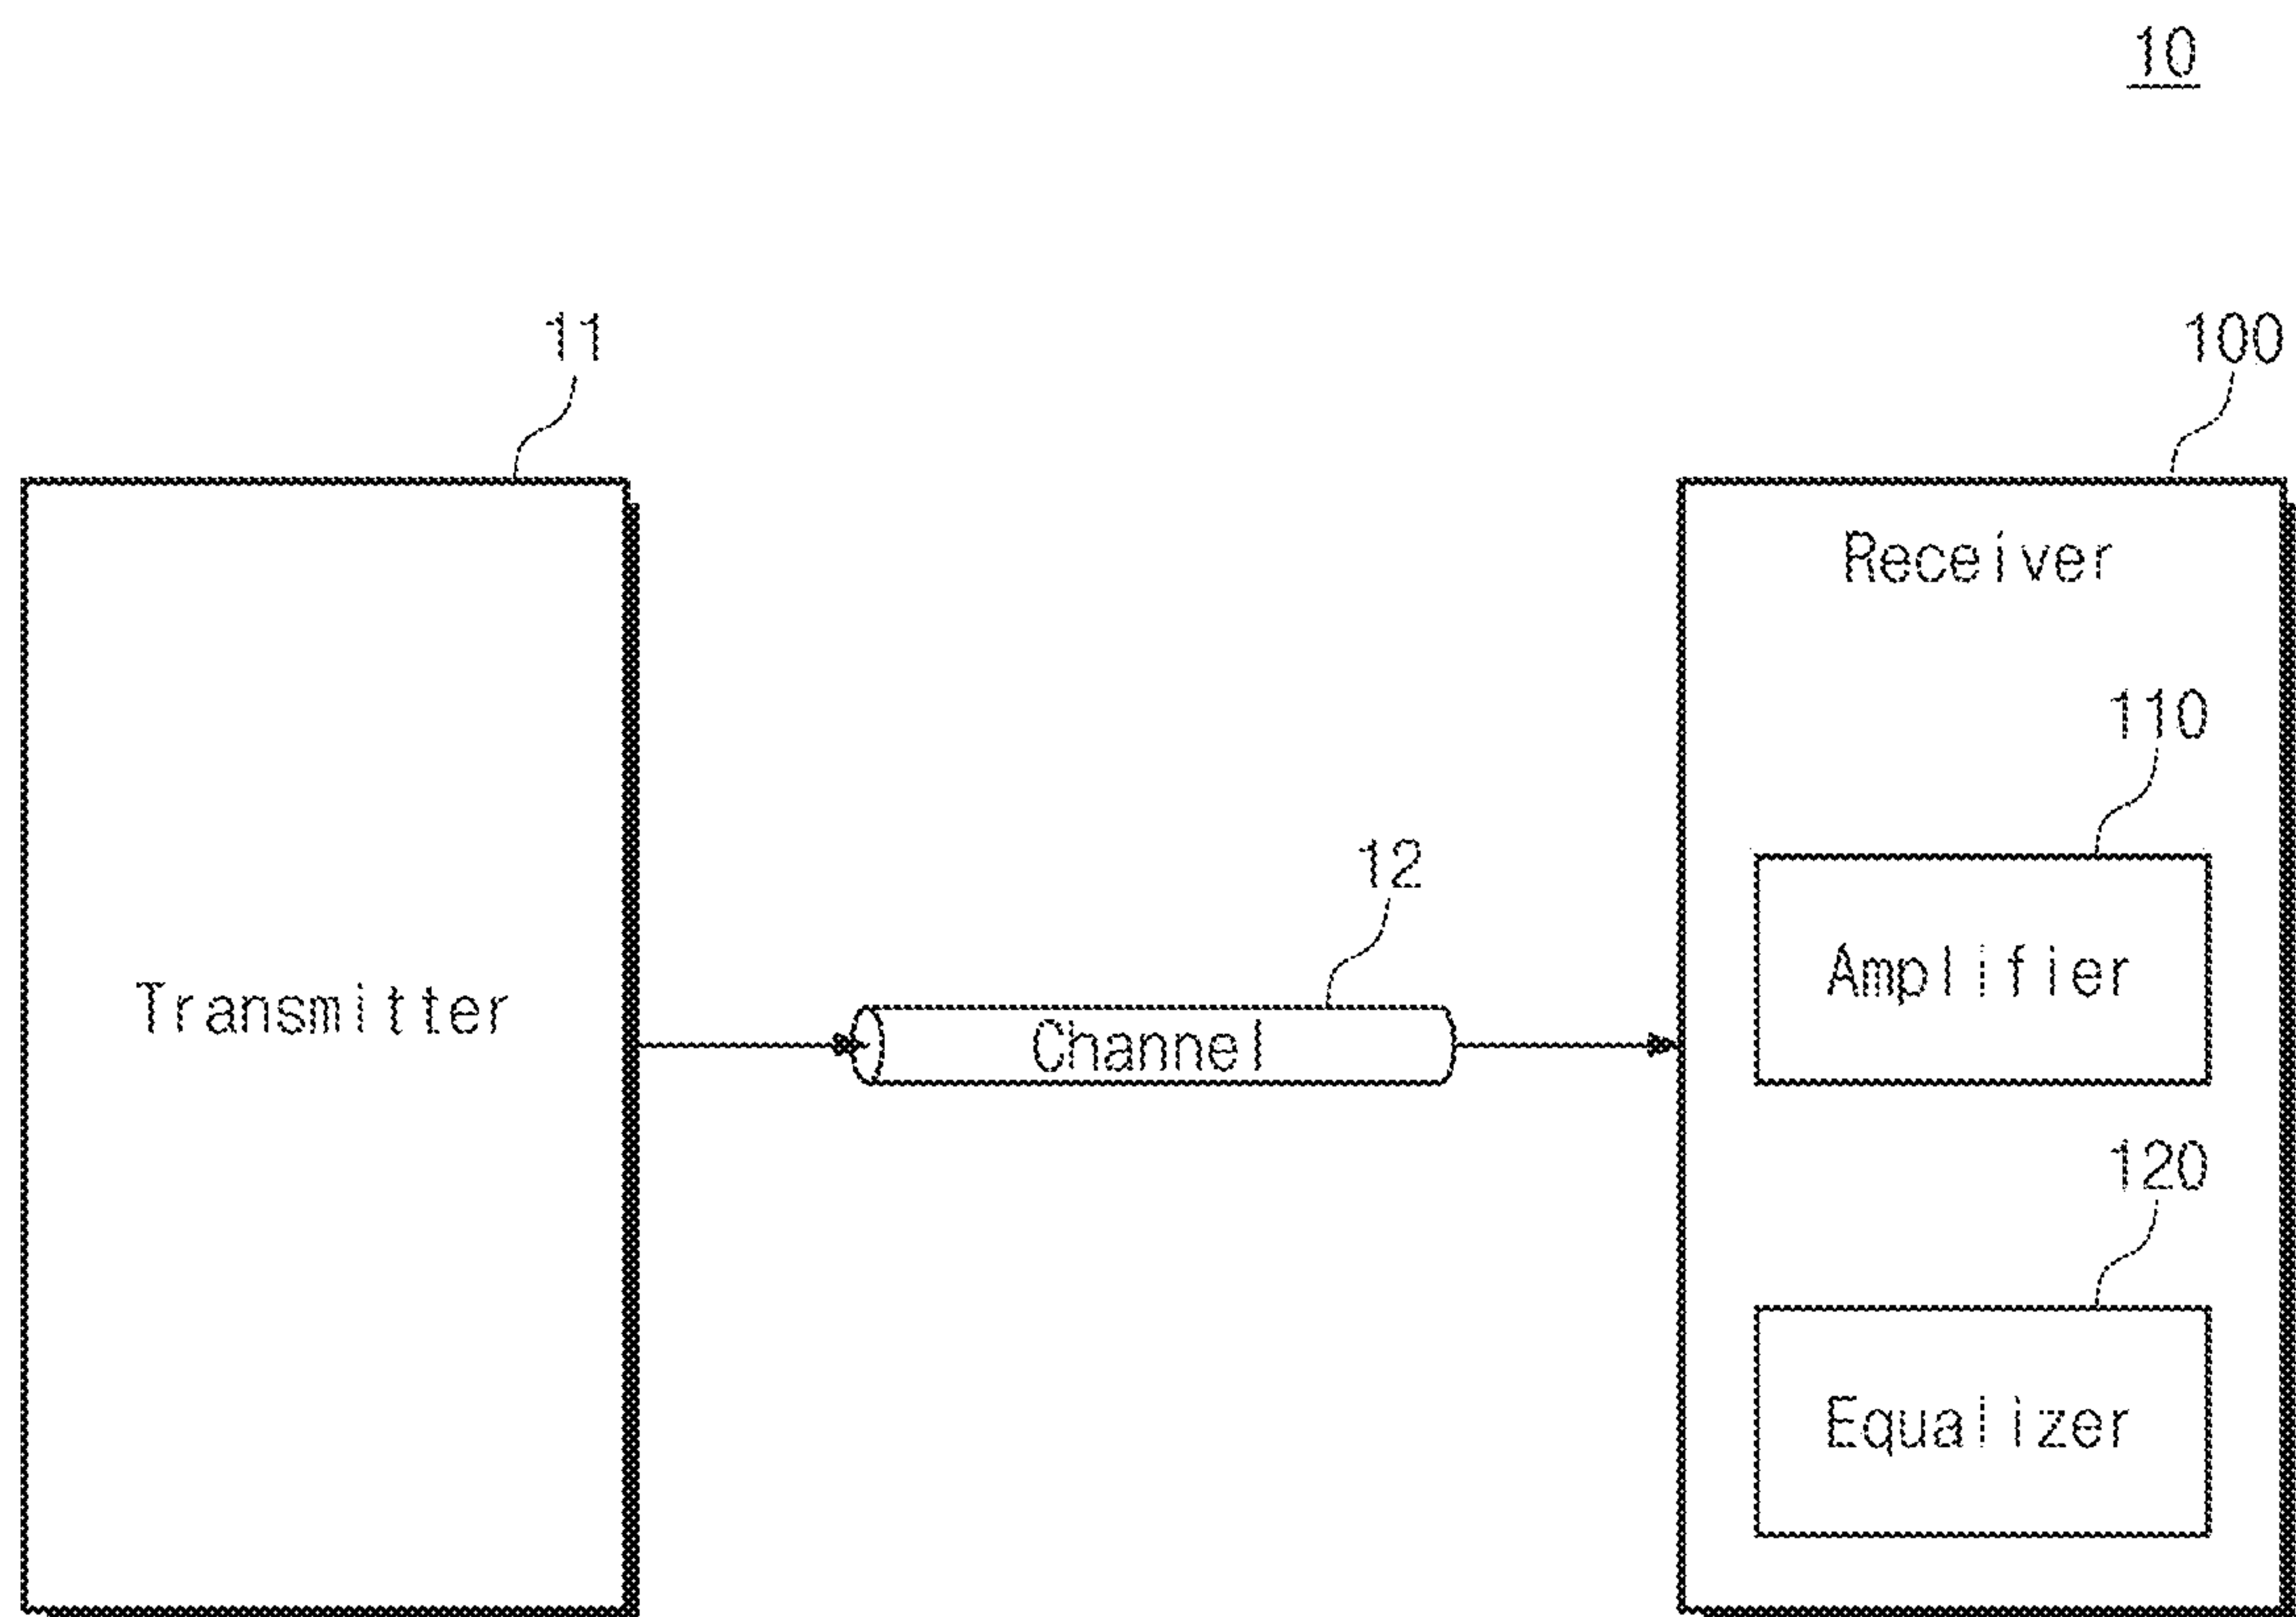 10
11
100
Receiver
110
12
Amplifier
Transmitter
Channel
120
Equalizer